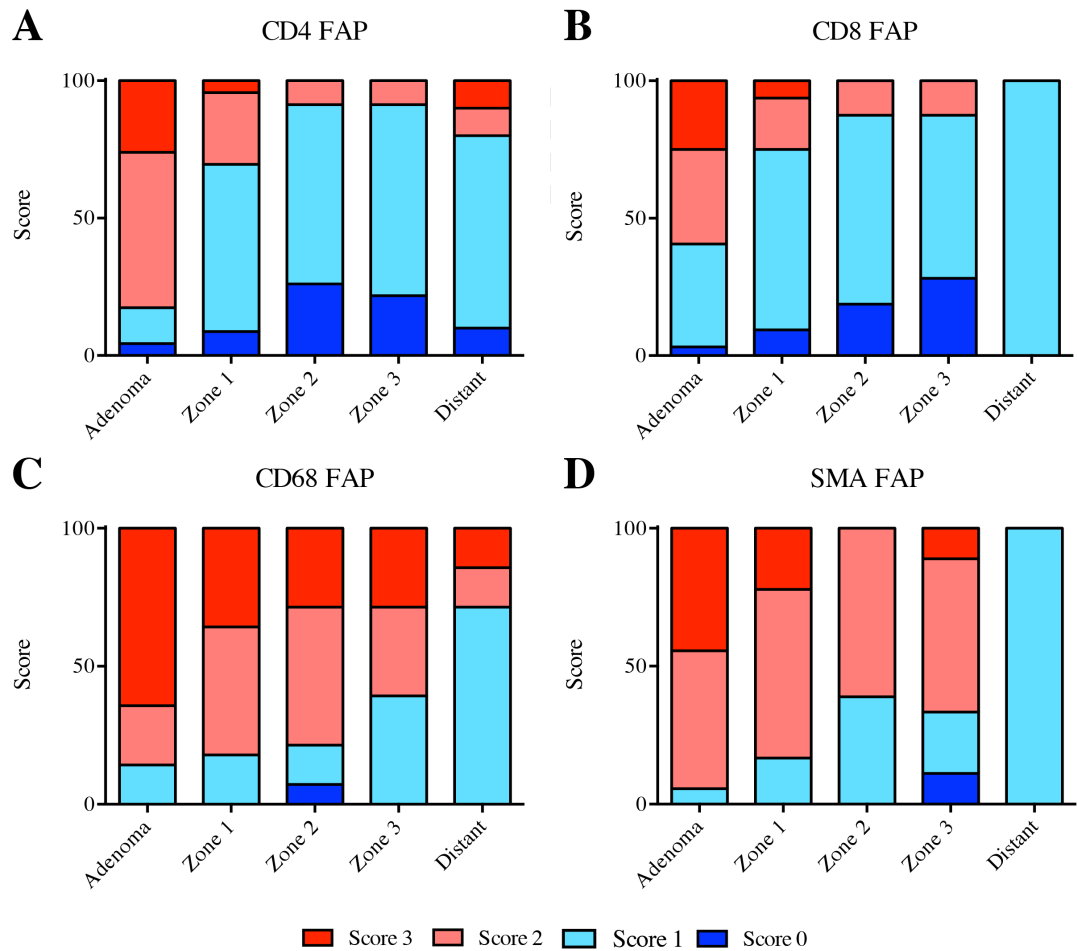 A
CD4 FAP
Score
100
50
0
Adenoma
Zone 1
Zone 2
Zone 3
Distant
B
CD8 FAP
Score
100
50
0
Adenoma
Zone 1
Zone 2
Zone 3
Distant
C
CD68 FAP
Score
100
50
0
Adenoma
Zone 1
Zone 2
Zone 3
Distant
D
SMA FAP
Score
100
50
0
Adenoma
Zone 1
Zone 2
Zone 3
Distant
Score 3 Score 2 Score 1 Score 0